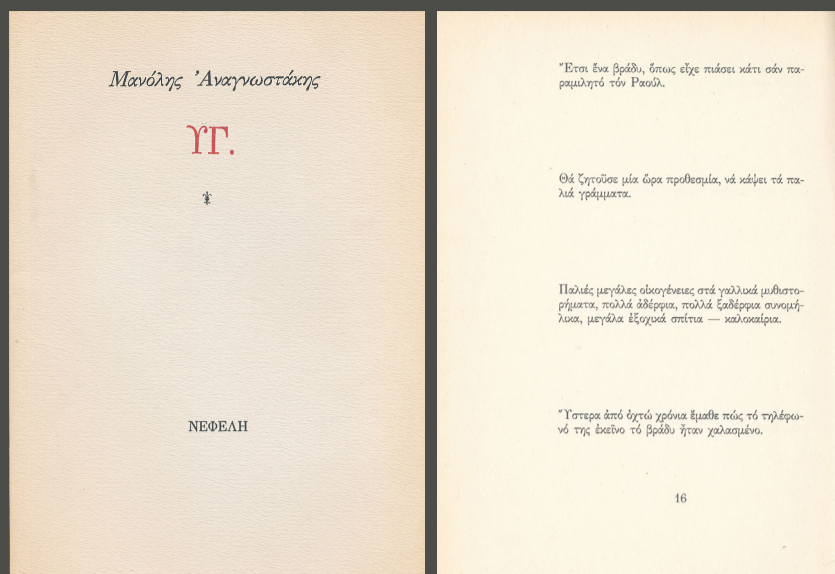 Μανόλης Ἀναγνωστάκης
ΥΓ.
ΝΕΦΕΛΗ
Ἔτσι ἕνα βράδυ, ὅπως εἶχε πιάσει κάτι σάν πα-
ραμιλητό τόν Ραούλ.
Θά ζητοῦσε μία ὥρα προθεσμία, νά κάψει τά πα-
λιά γράμματα.
Παλιές μεγάλες οἰκογένειες στά γαλλικά μυθιστο-
ρήματα, πολλά ἀδέρφια, πολλά ξαδέρφια συνομή-
λικα, μεγάλα ἐξοχικά σπίτια — καλοκαίρια.
Ὕστερα ἀπό ὀχτώ χρόνια ἔμαθε πώς τό τηλέφω-
νό της ἐκεῖνο τό βράδυ ἦταν χαλασμένο.
16